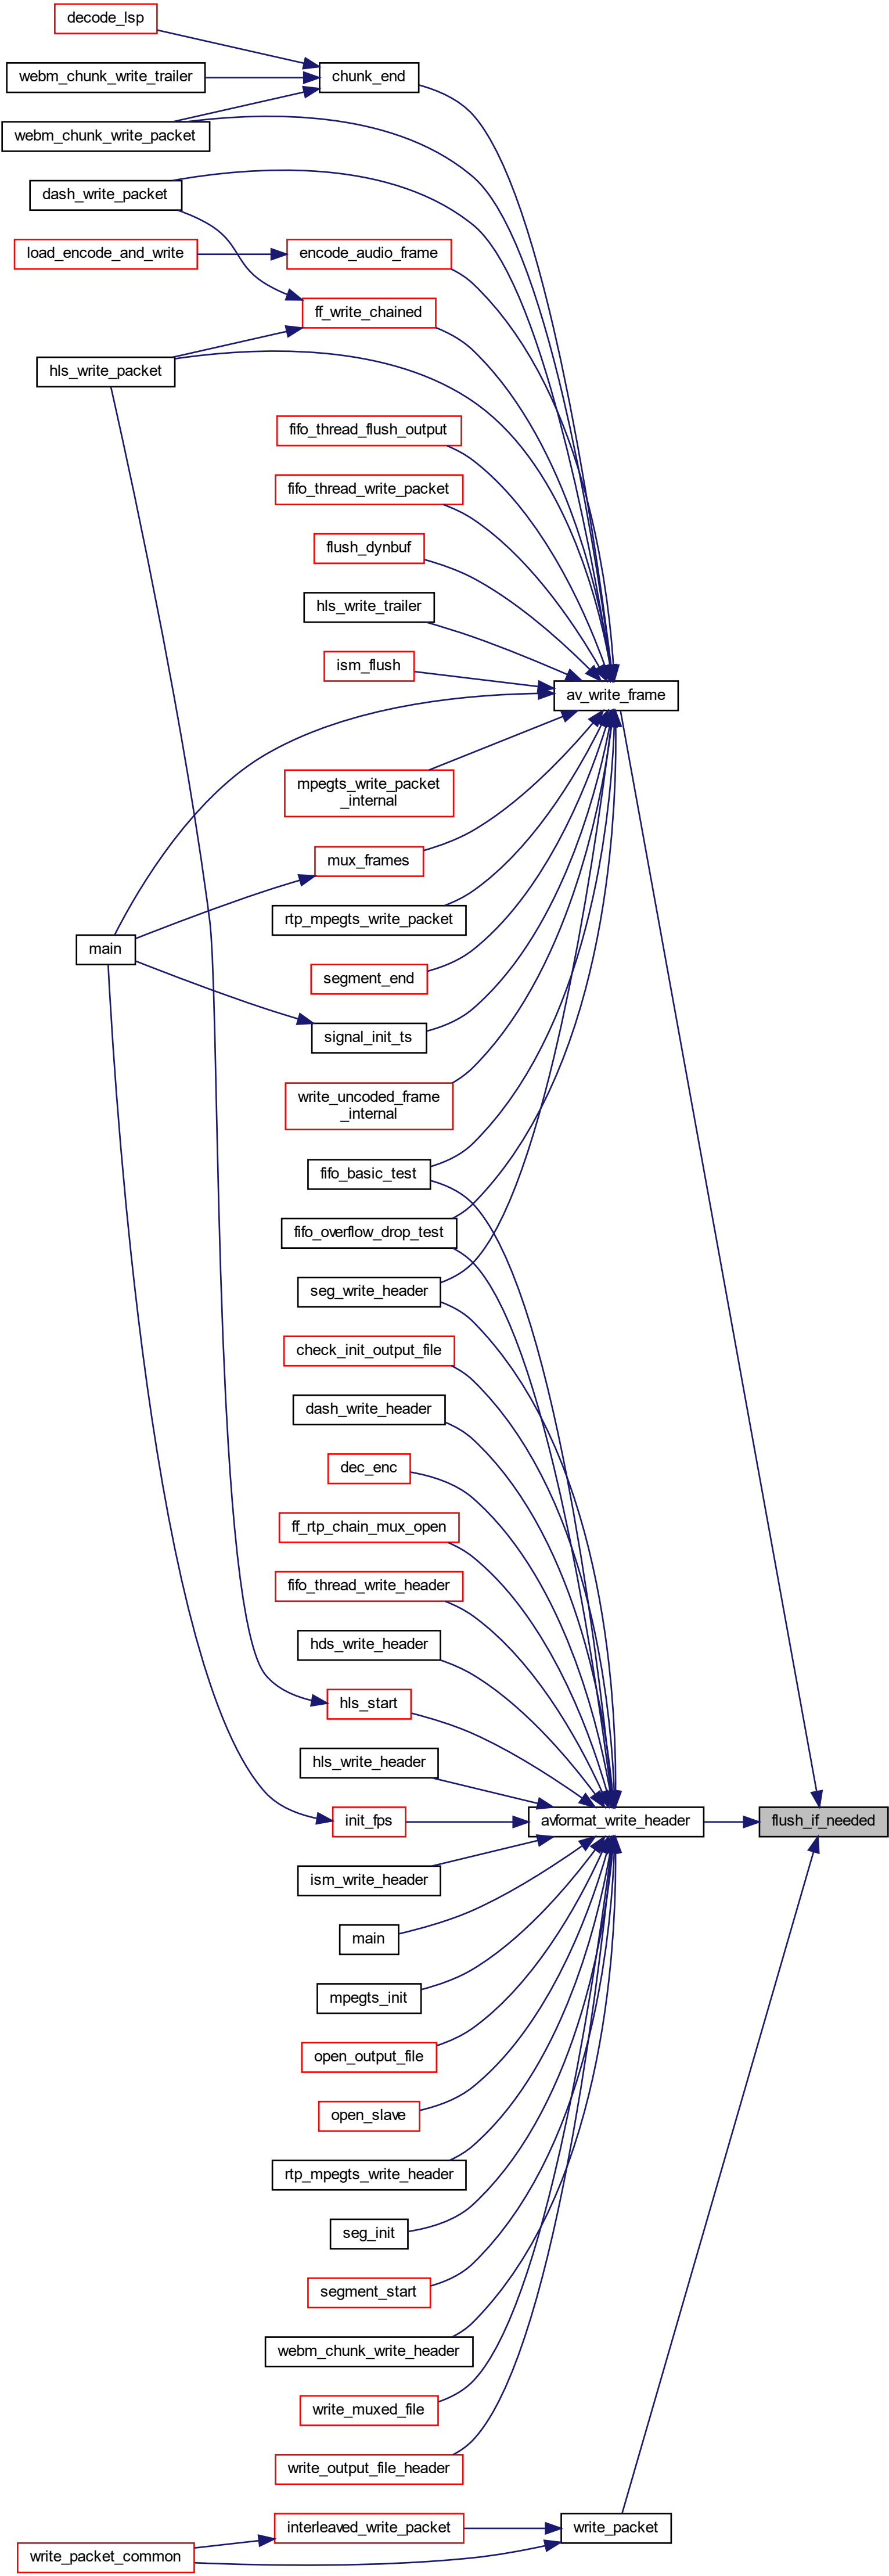 decode_lsp
webm_chunk_write_trailer
chunk_end
webm_chunk_write_packet
dash_write_packet
load_encode_and_write
encode_audio_frame
ff_write_chained
hls_write_packet
fifo_thread_flush_output
fifo_thread_write_packet
flush_dynbuf
hls_write_trailer
ism_flush
av_write_frame
mpegts_write_packet
_internal
mux_frames
rtp_mpegts_write_packet
main
segment_end
signal_init_ts
write_uncoded_frame
_internal
fifo_basic_test
fifo_overflow_drop_test
seg_write_header
check_init_output_file
dash_write_header
dec_enc
ff_rtp_chain_mux_open
fifo_thread_write_header
hds_write_header
hls_start
hls_write_header
init_fps
avformat_write_header
flush_if_needed
ism_write_header
main
mpegts_init
open_output_file
open_slave
rtp_mpegts_write_header
seg_init
segment_start
webm_chunk_write_header
write_muxed_file
write_output_file_header
interleaved_write_packet
write_packet
write_packet_common